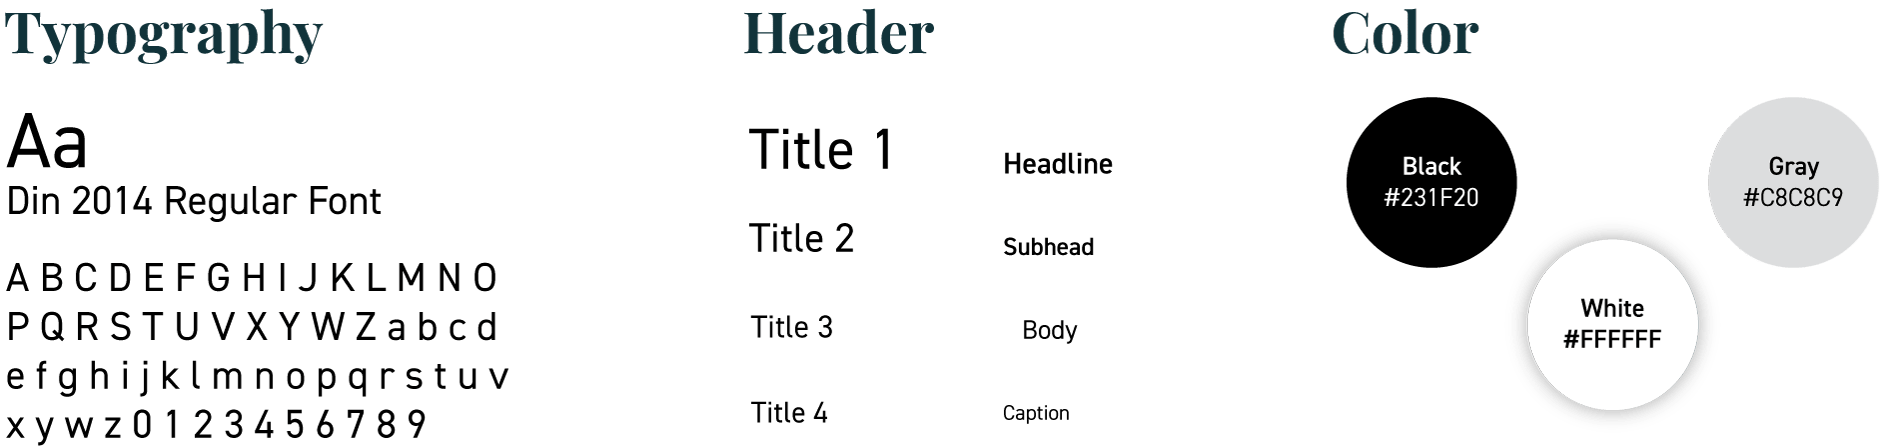 Typography
Aa
Din 2014 Regular Font
A B C D E F G H I J K L M N O
P Q R S T U V X Y W Z a b c d
e f g h i j k l m n o p q r s t u v
x y w z 0 1 2 3 4 5 6 7 8 9
Header
Title 1
Headline
Title 2
Subhead
Title 3
Body
Title 4
Caption
Color
Black
#231F20
Gray
#C8C8C9
White
#FFFFFF